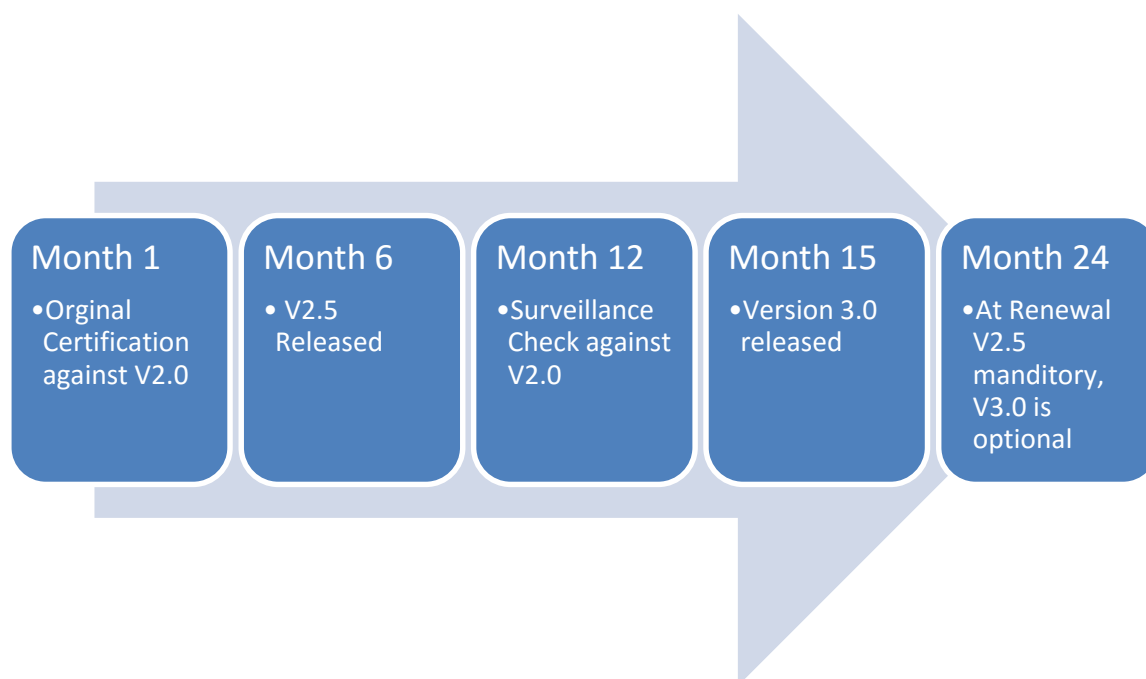 Month 1
•Orginal
Certification
against V2.0
Month 6
• V2.5
Released
Month 12
•Surveillance
Check against
V2.0
Month 15
•Version 3.0
released
Month 24
•At Renewal
V2.5
manditory,
V3.0 is
optional